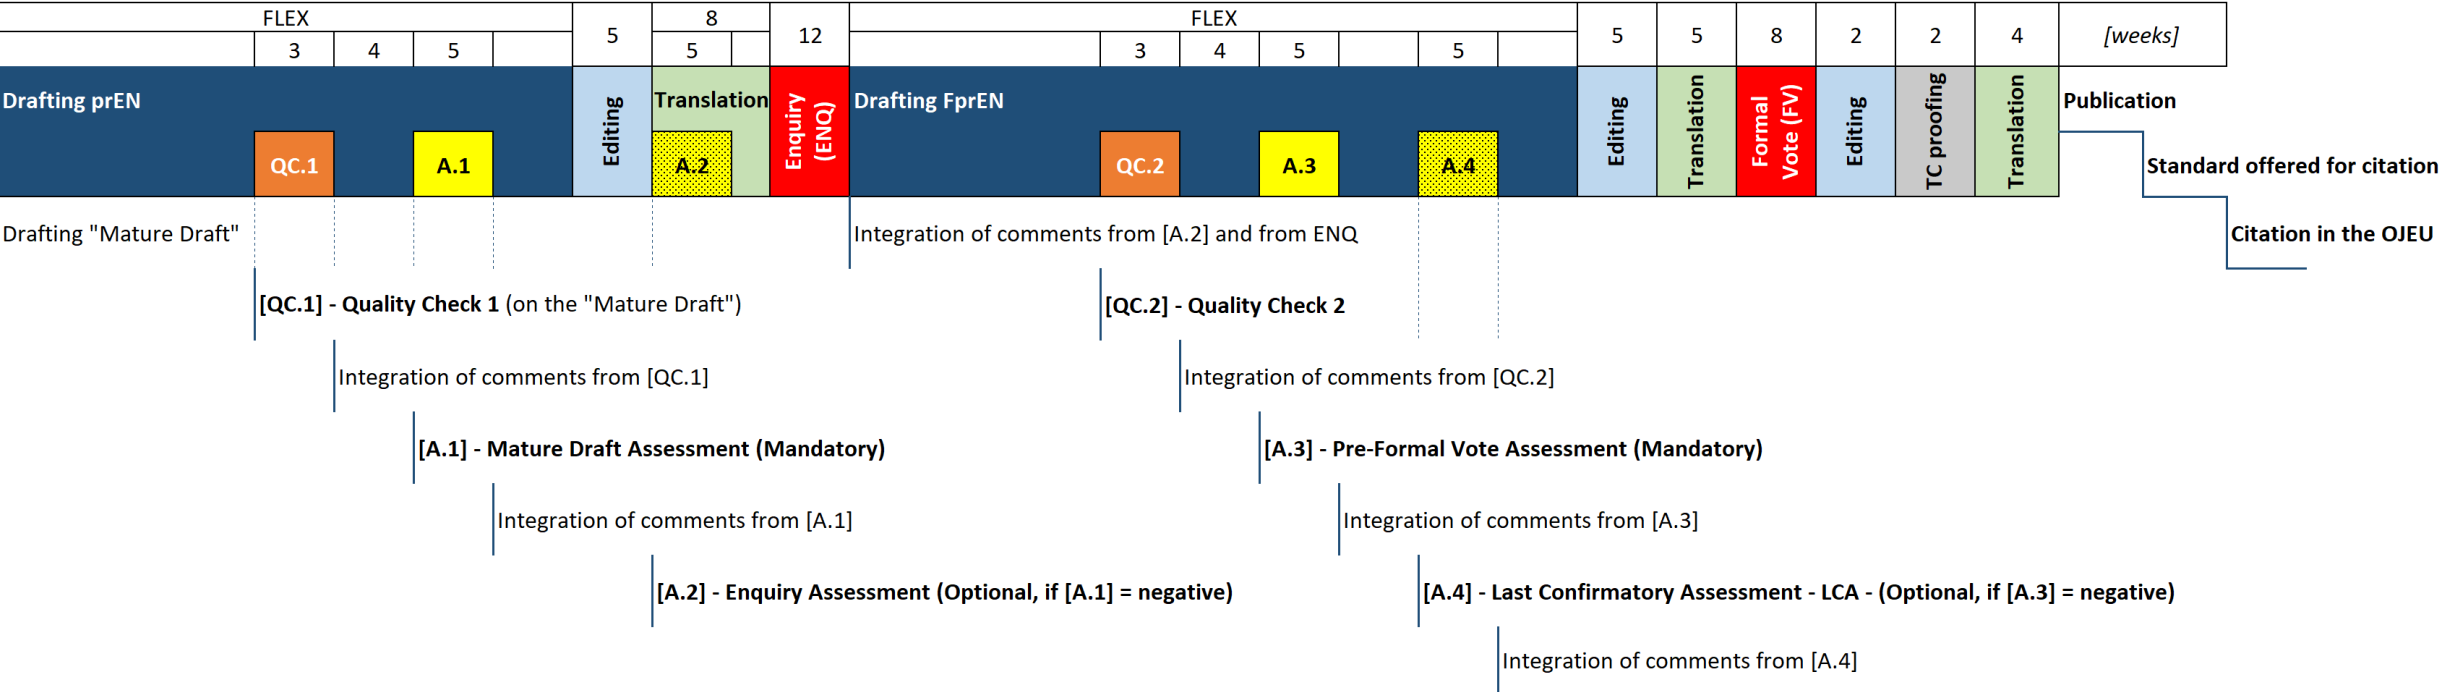 FLEX
8
FLEX
5
12
5
5
8
2
2
4
[weeks]
3
4
5
5
3
4
5
5
Drafting prEN
Editing
Translation
Enquiry
(ENQ)
Drafting FprEN
Editing
Translation
Formal
Vote (FV)
Editing
TC proofing
Translation
Publication
QC.1
A.1
A.2
QC.2
A.3
A.4
Standard offered for citation
Drafting "Mature Draft"
Integration of comments from [A.2] and from ENQ
Citation in the OJEU
[QC.1] - Quality Check 1 (on the "Mature Draft")
[QC.2] - Quality Check 2
Integration of comments from [QC.1]
Integration of comments from [QC.2]
[A.1] - Mature Draft Assessment (Mandatory)
[A.3] - Pre-Formal Vote Assessment (Mandatory)
Integration of comments from [A.1]
Integration of comments from [A.3]
[A.2] - Enquiry Assessment (Optional, if [A.1] = negative)
[A.4] - Last Confirmatory Assessment - LCA - (Optional, if [A.3] = negative)
Integration of comments from [A.4]